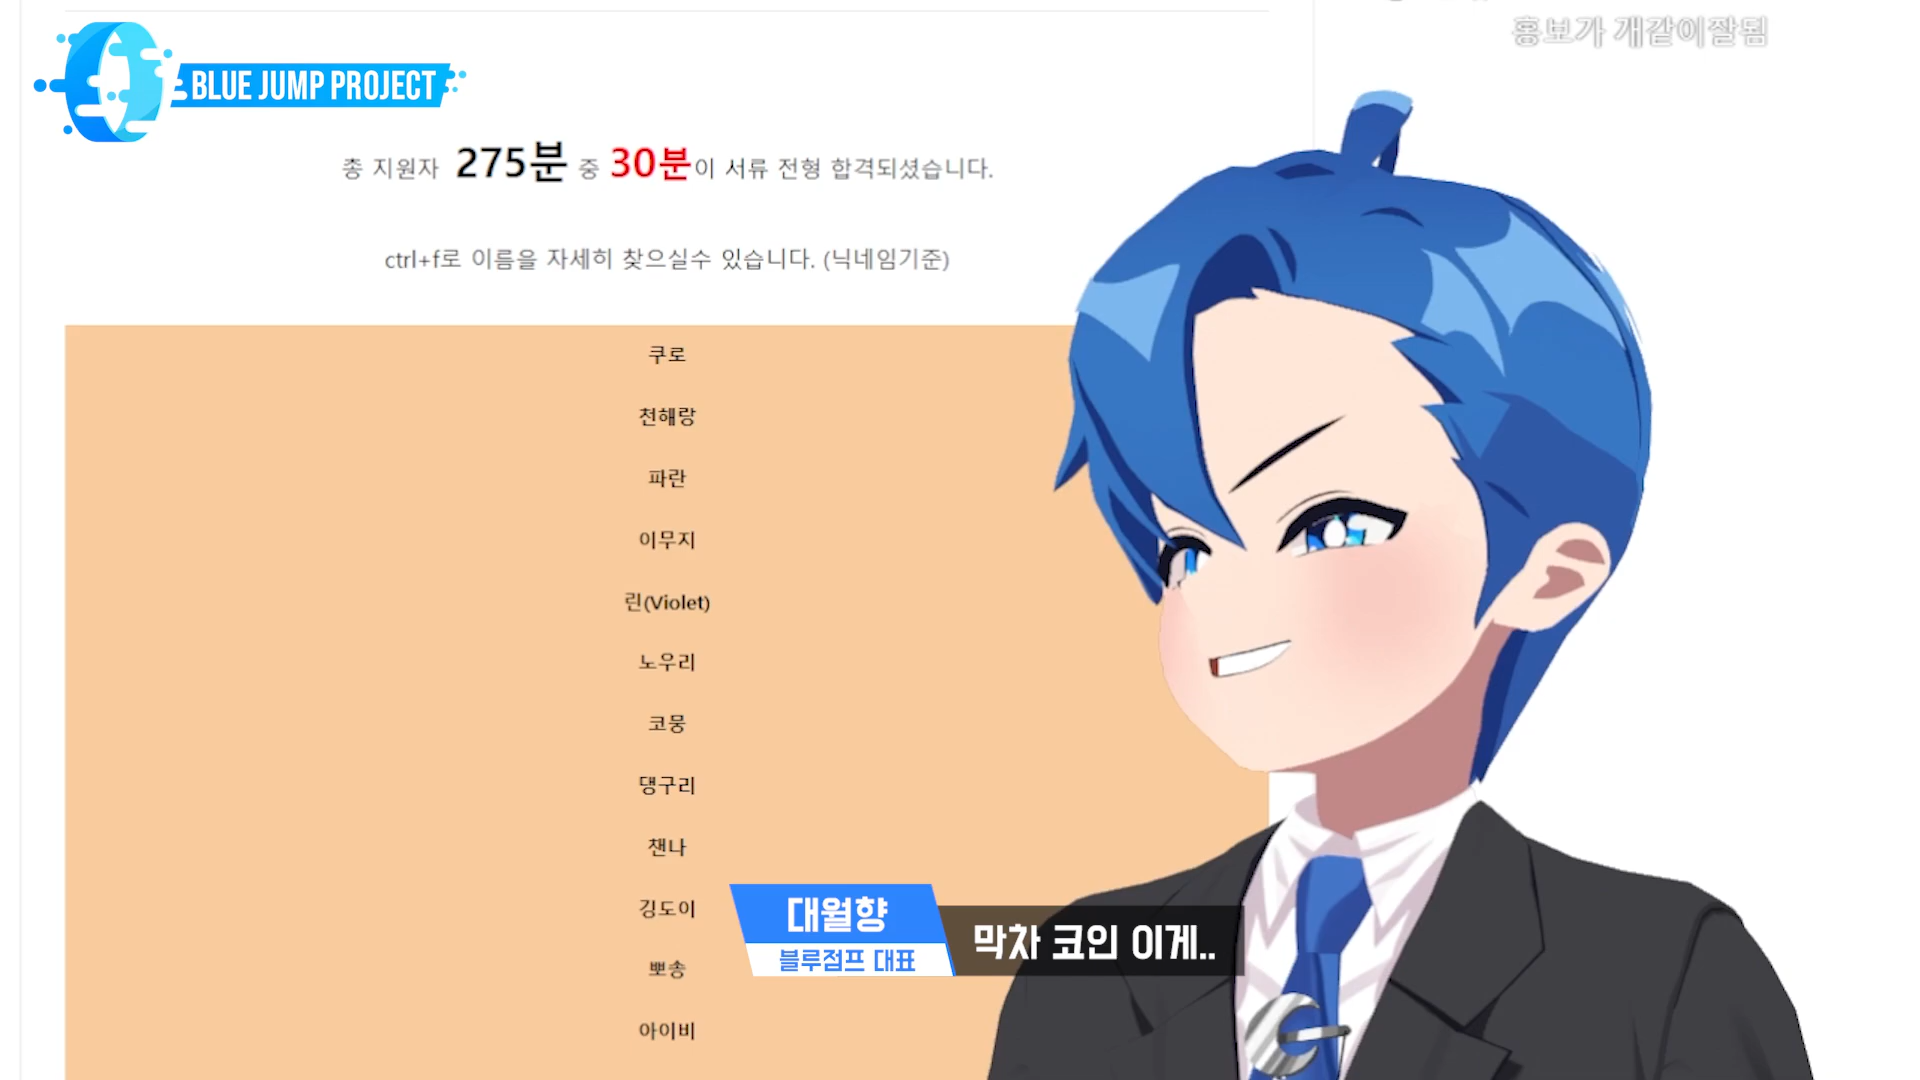 홍보가 개같이잘됨
BLUE JUMP PROJECT
총 지원자 275분 중 30분이 서류 전형 합격되셨습니다.
ctrl+f로 이름을 자세히 찾으실수 있습니다. (닉네임기준)
쿠로
천해랑
파란
이무지
린(Violet)
노우리
코뭉
댕구리
챈나
깅도이
뽀송
아이비
대월향
블루점프 대표
막차 코인 이게..